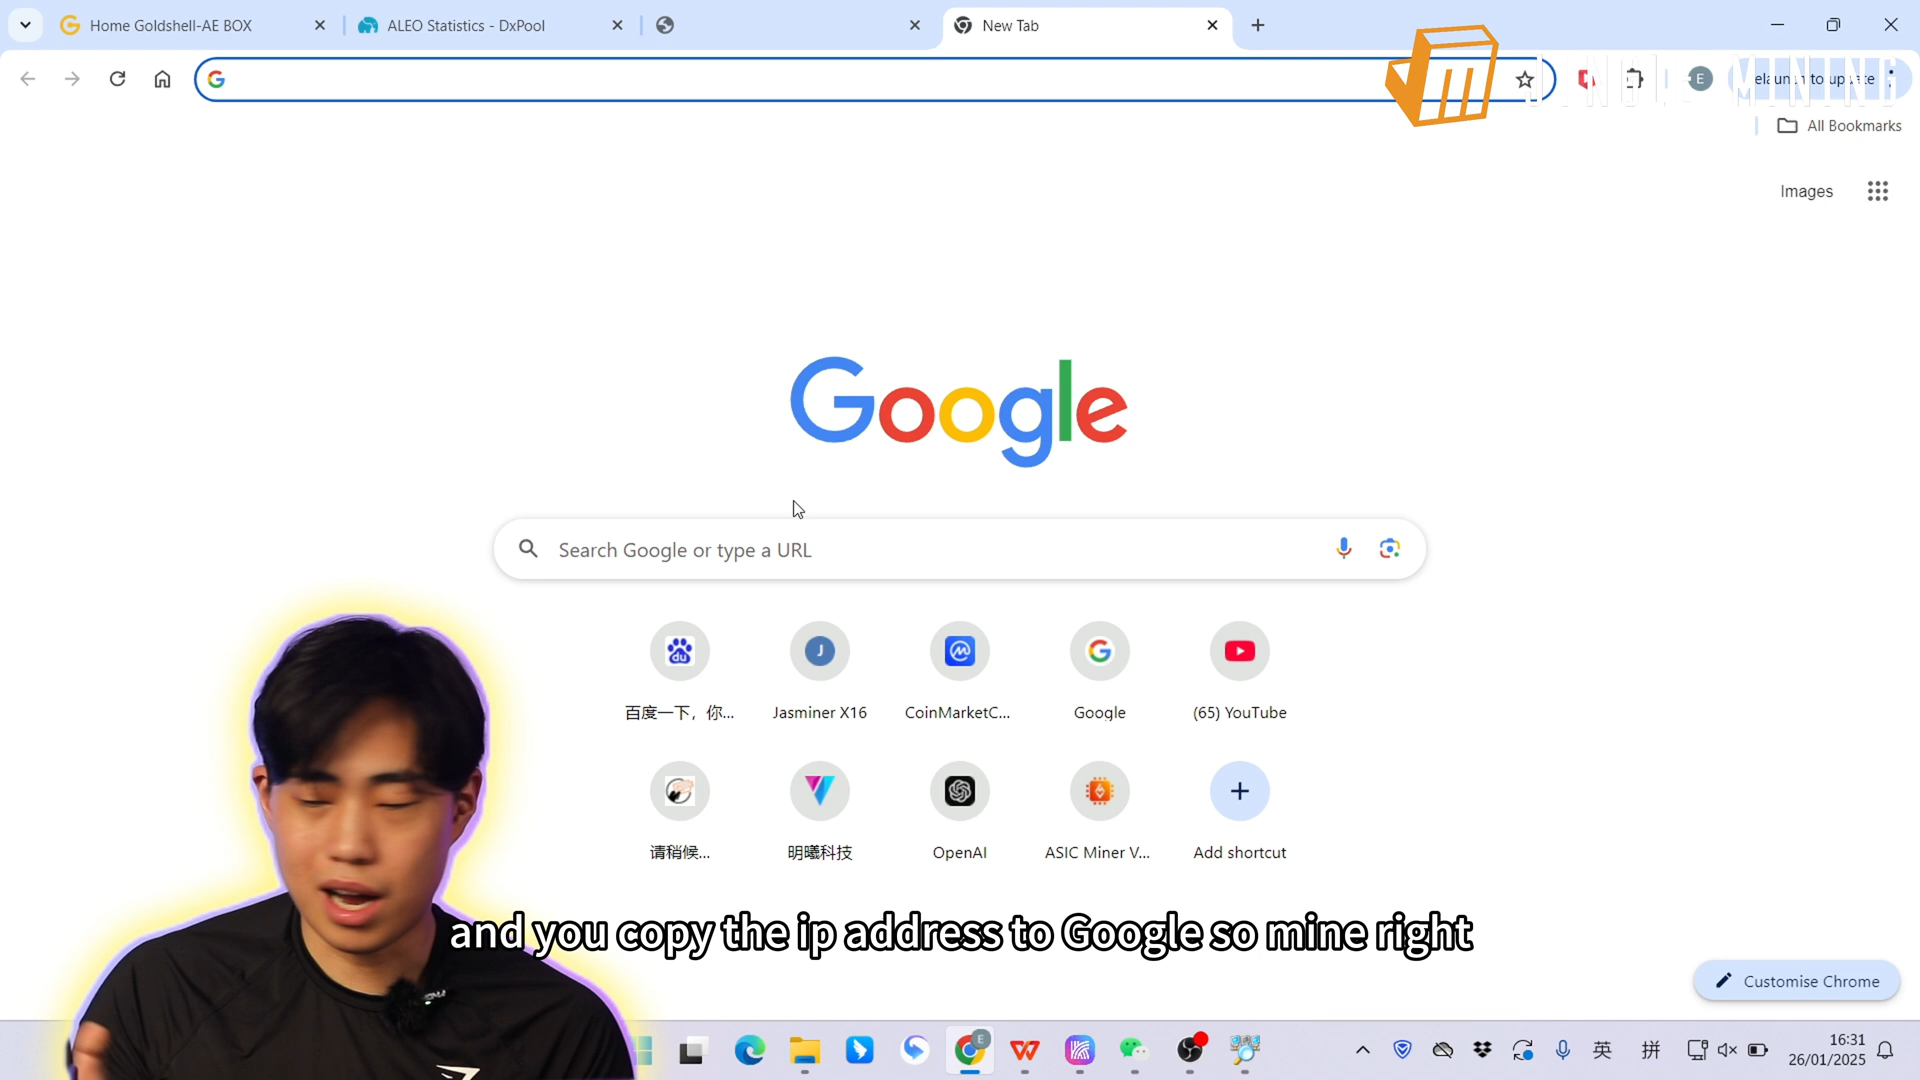 Home Goldshell-AE BOX
ALEO Statistics - DxPool
New Tab
E
All Bookmarks
Images
Google
Search Google or type a URL
百度一下，你...
Jasminer X16
CoinMarketC...
Google
(65) YouTube
请稍候...
明曦科技
OpenAI
ASIC Miner V...
Add shortcut
and you copy the ip address to Google so mine right
Customise Chrome
英
拼
16:31
26/01/2025